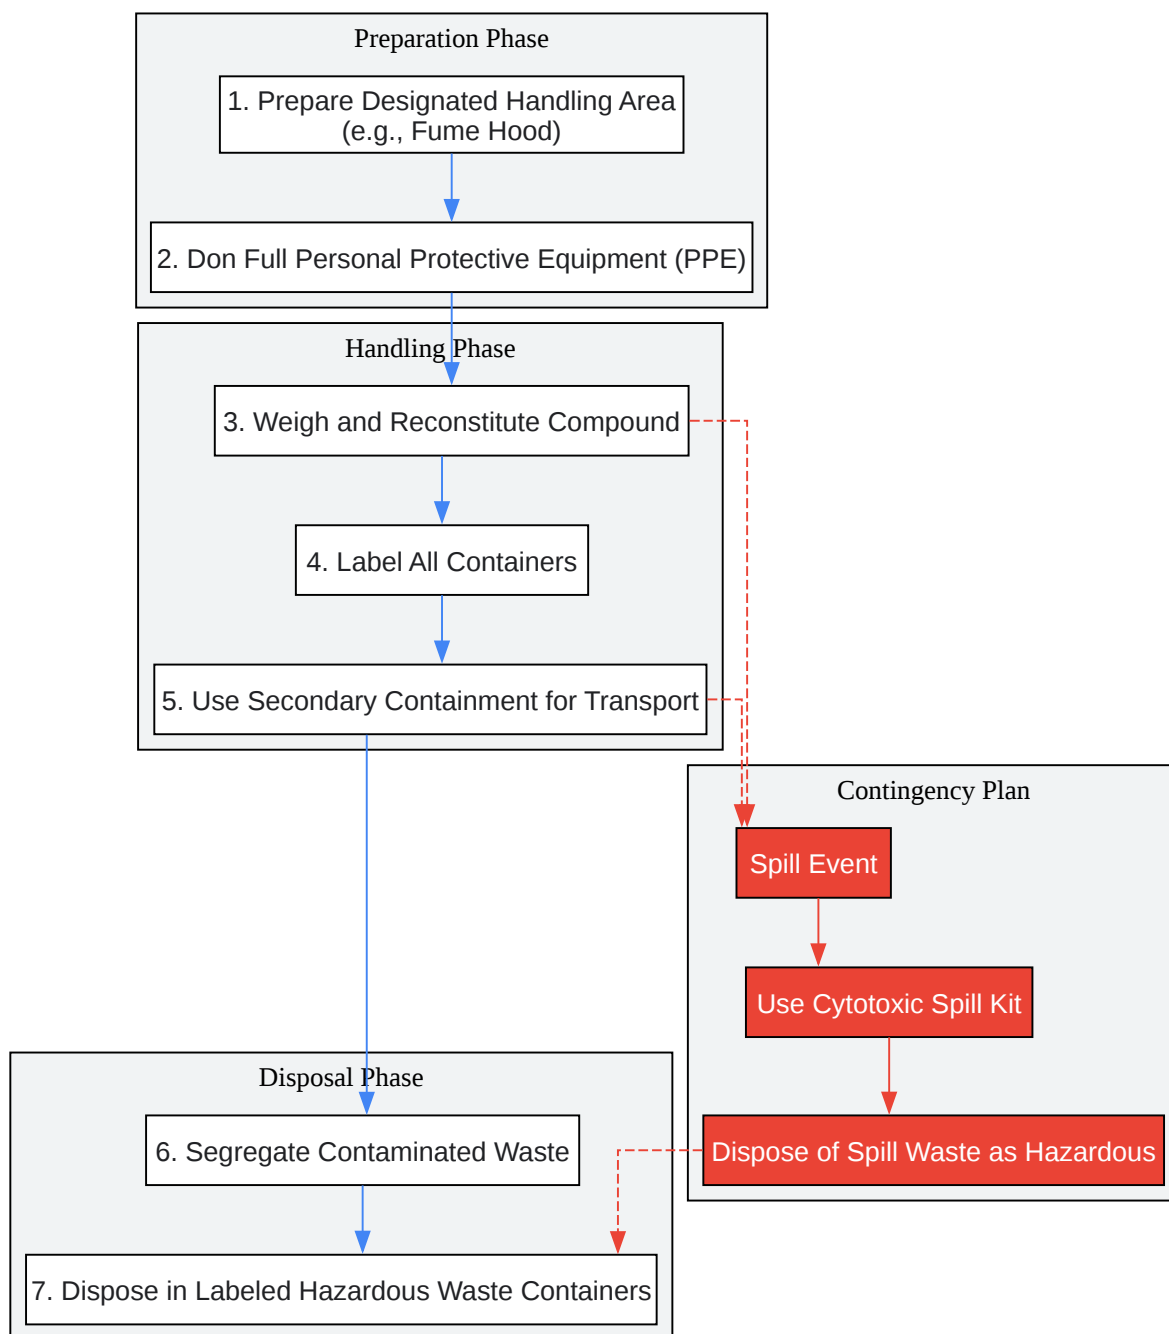 Preparation Phase
1. Prepare Designated Handling Area
(e.g., Fume Hood)
2. Don Full Personal Protective Equipment (PPE)
Handling Phase
3. Weigh and Reconstitute Compound
4. Label All Containers
5. Use Secondary Containment for Transport
Contingency Plan
Spill Event
Use Cytotoxic Spill Kit
Dispose of Spill Waste as Hazardous
Disposal Phase
6. Segregate Contaminated Waste
7. Dispose in Labeled Hazardous Waste Containers